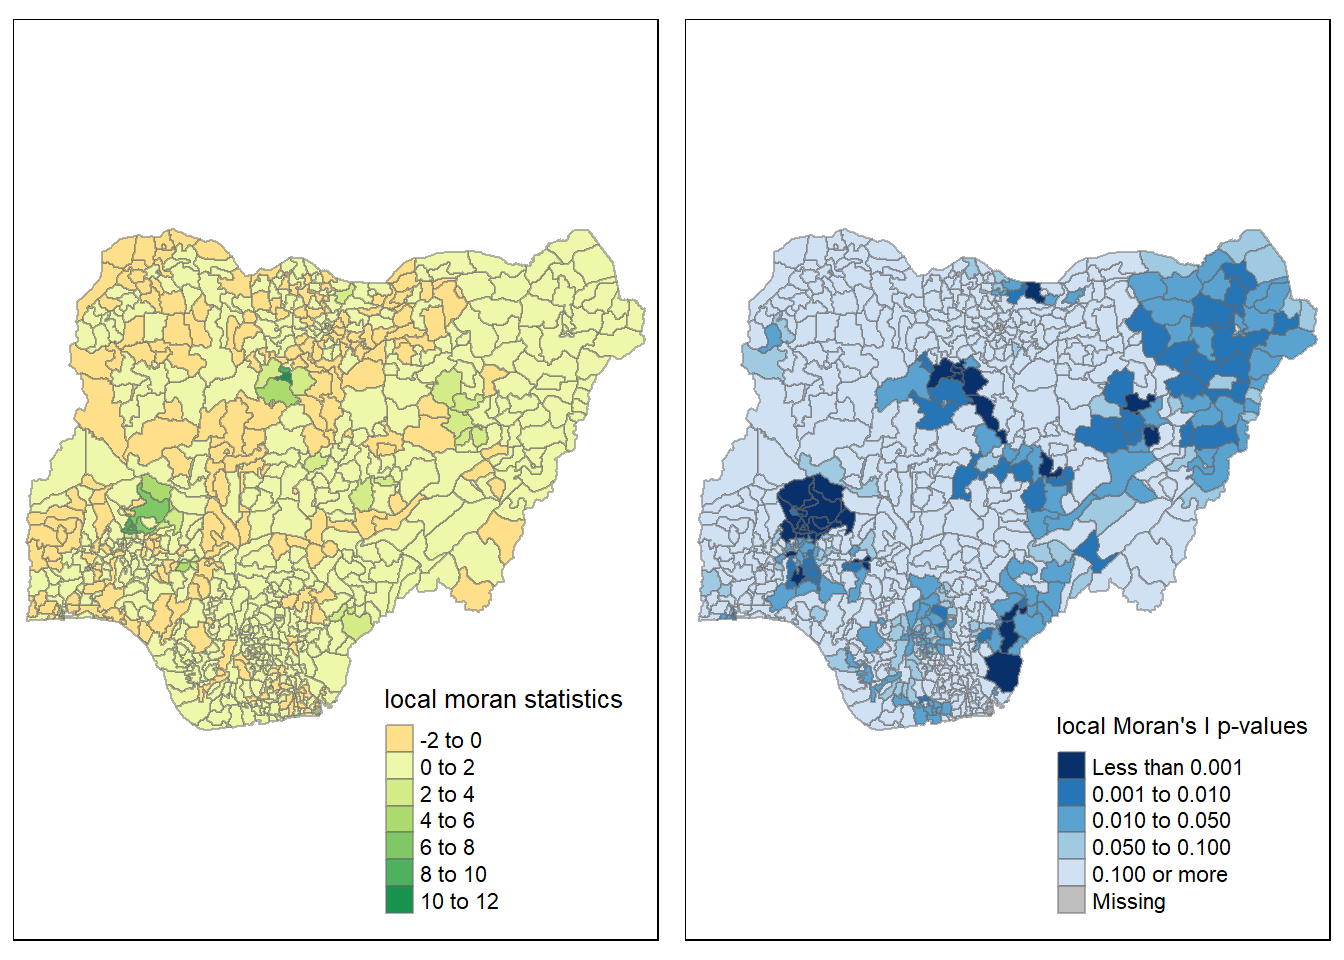 local moran statistics
-2 to 0
0 to 2
2 to 4
4 to 6
6 to 8
8 to 10
10 to 12
local Moran's I p-values
Less than 0.001
0.001 to 0.010
0.010 to 0.050
0.050 to 0.100
0.100 or more
Missing